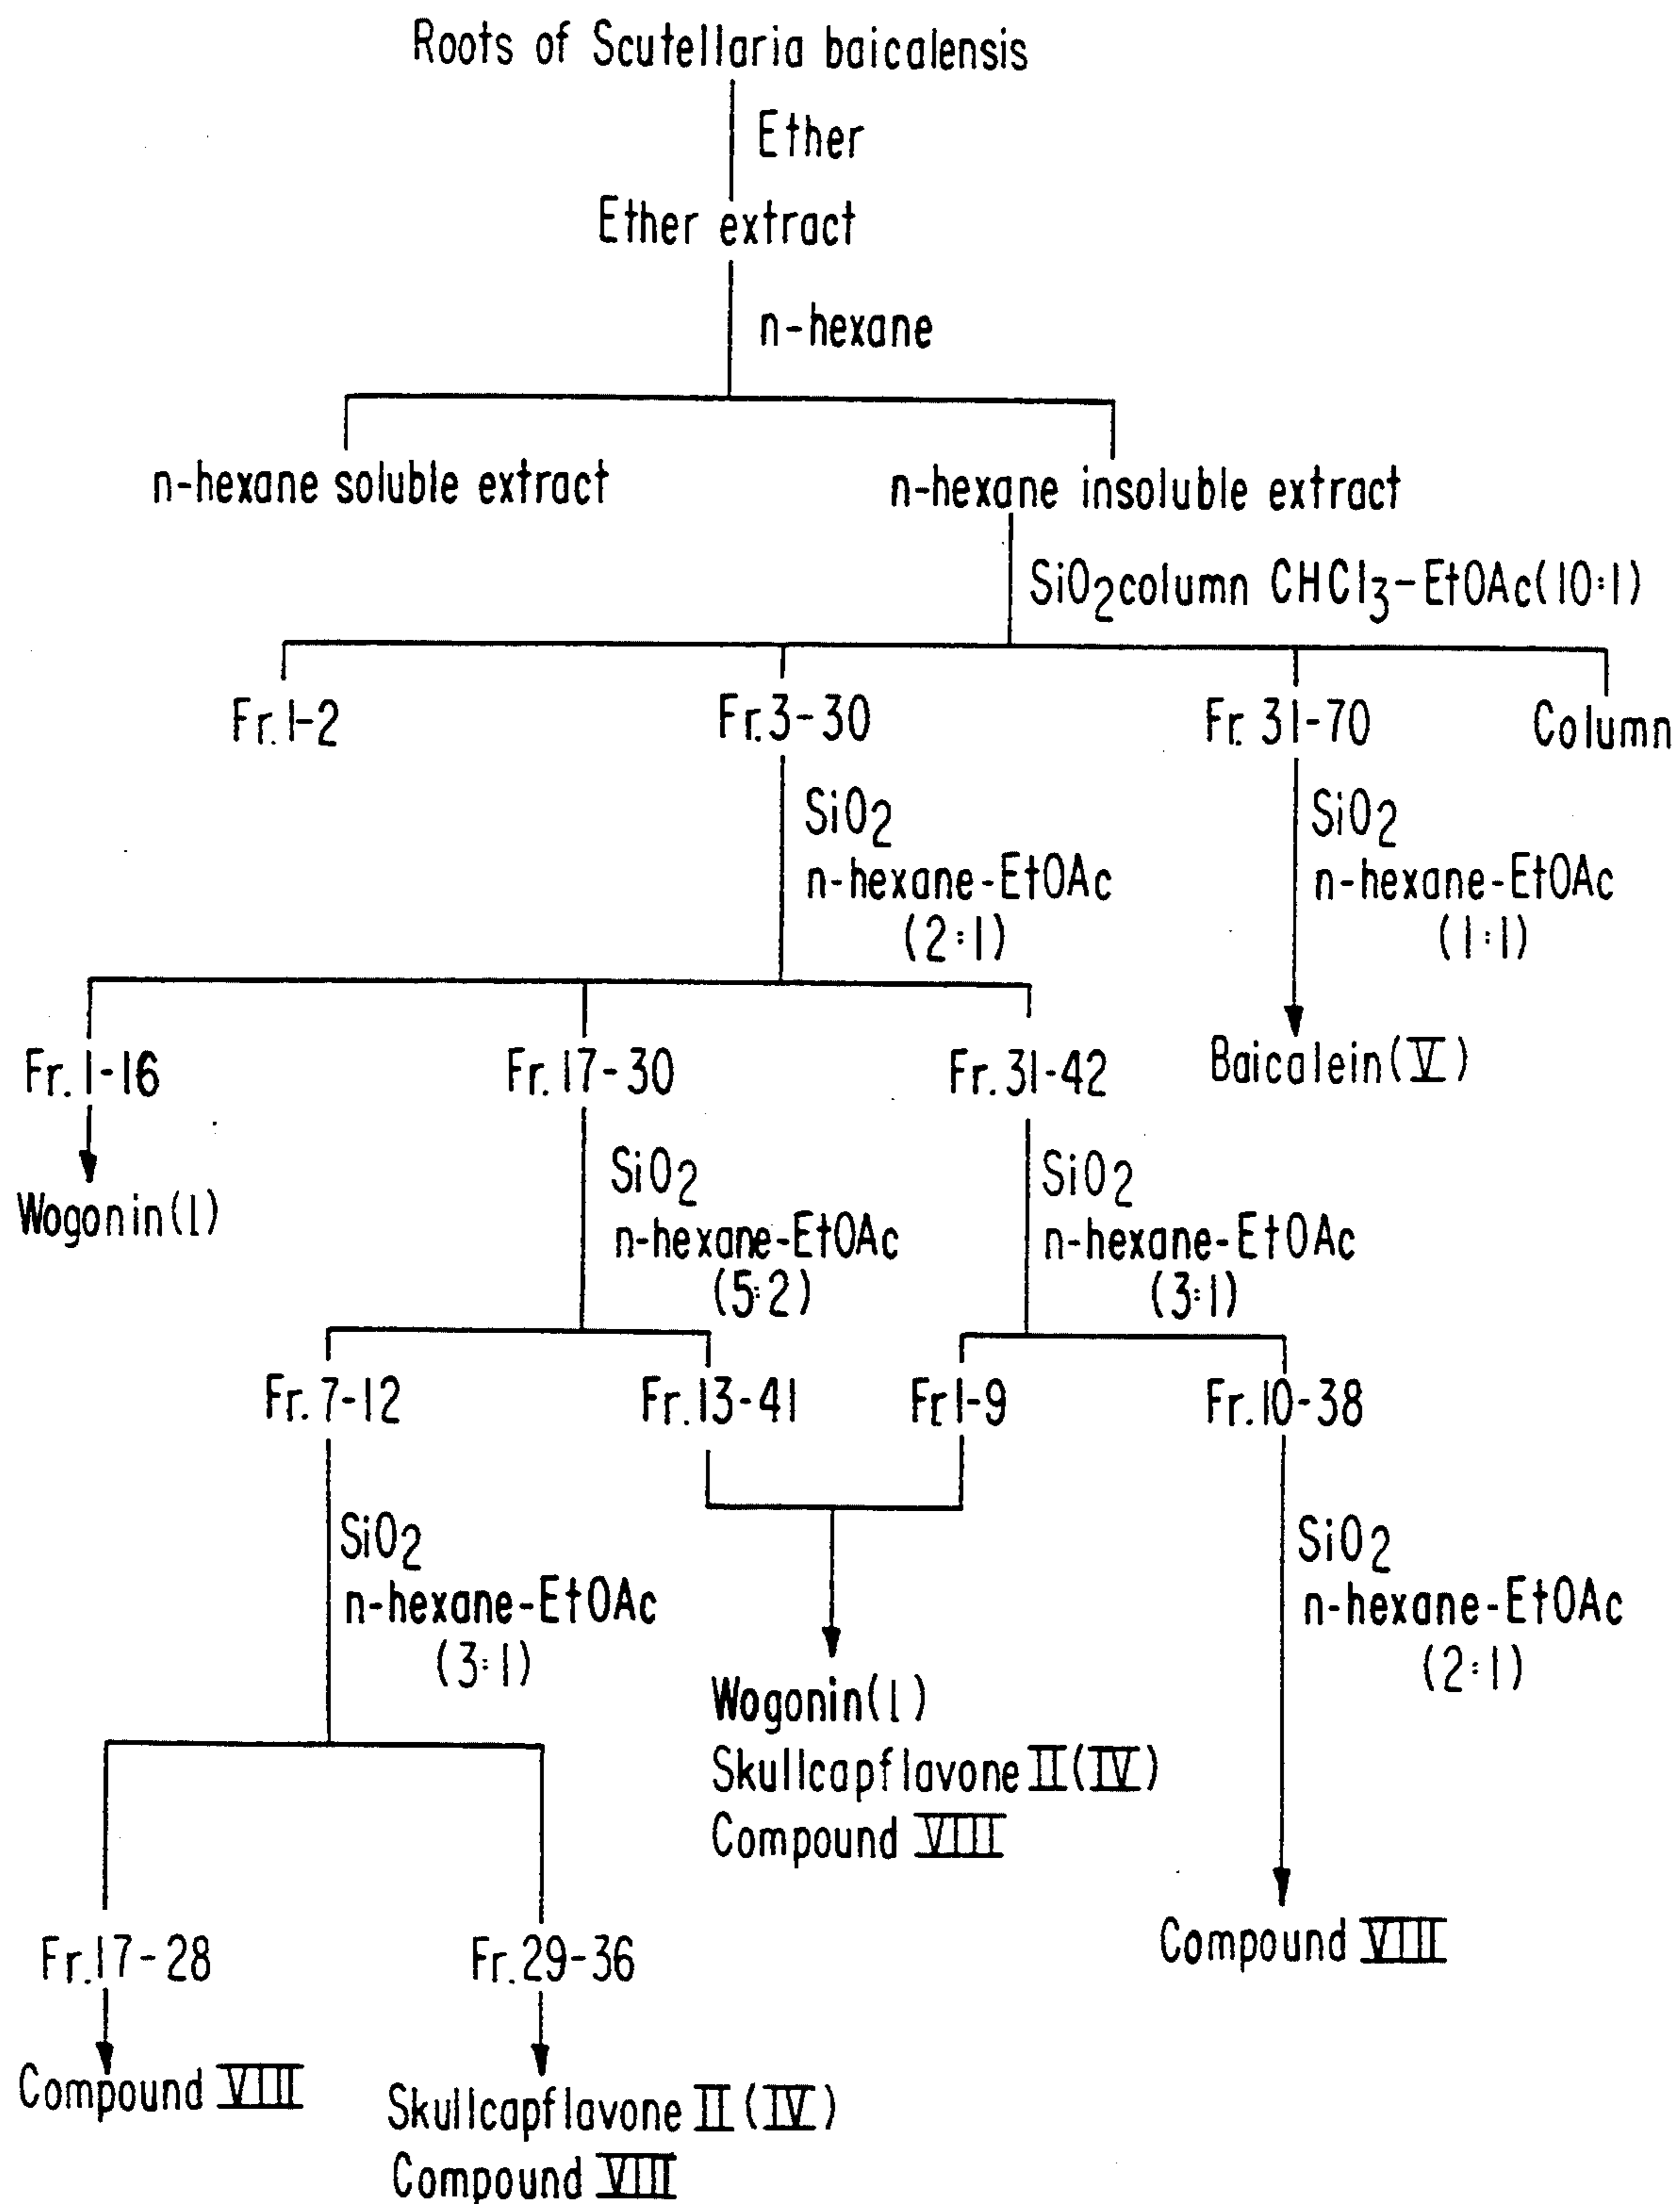 Roots of Scutellaria baicalensis
Ether
Ether extract
n-hexane
n-hexane soluble extract
n-hexane insoluble extract
SiO2column CHCl3-EtOAc(10:1)
Fr.1-2
Fr.3-30
Fr. 31-70
Column
SiO2
n-hexane-EtOAc
(2:1)
SiO2
n-hexane-EtOAc
(1:1)
Fr.1-16
Fr.17-30
Fr.31-42
Baicalein(V)
Wogonin(I)
SiO2
n-hexane-EtOAc
(5:2)
SiO2
n-hexane-EtOAc
(3:1)
Fr.7-12
Fr.13-41
Fr.1-9
Fr.10-38
SiO2
n-hexane-EtOAc
(3:1)
SiO2
n-hexane-EtOAc
(2:1)
Wogonin(I)
Skullcapflavone II(IV)
Compound VIII
Compound VIII
Fr.17-28
Fr.29-36
Compound VIII
Skullcapflavone II(IV)
Compound VIII